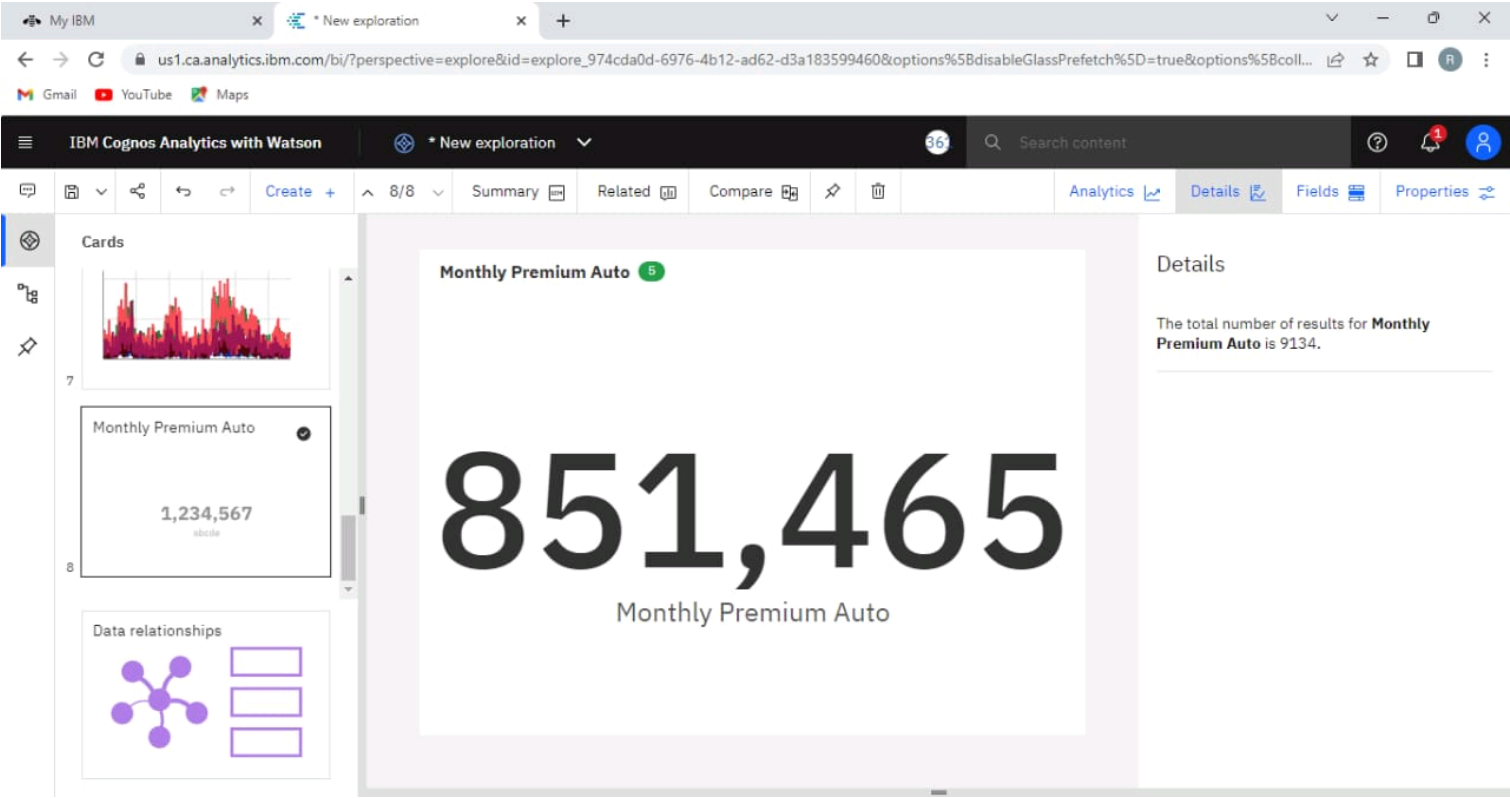 My IBM
* New exploration
us1.ca.analytics.ibm.com/bi/?perspective=explore&id=explore_974cda0d-6976-4b12-ad62-d3a183599460&options%5BdisableGlassPrefetch%5D=true&options%5Bcoll...
R
Gmail YouTube Maps
IBM Cognos Analytics with Watson
* New exploration
Search content
1
Create +
8/8
Summary
Related
Compare
Analytics
Details
Fields
Properties
Cards
7
Monthly Premium Auto
1,234,567
abcde
8
Data relationships
Monthly Premium Auto 5
851,465
Monthly Premium Auto
Details
The total number of results for Monthly
Premium Auto is 9134.